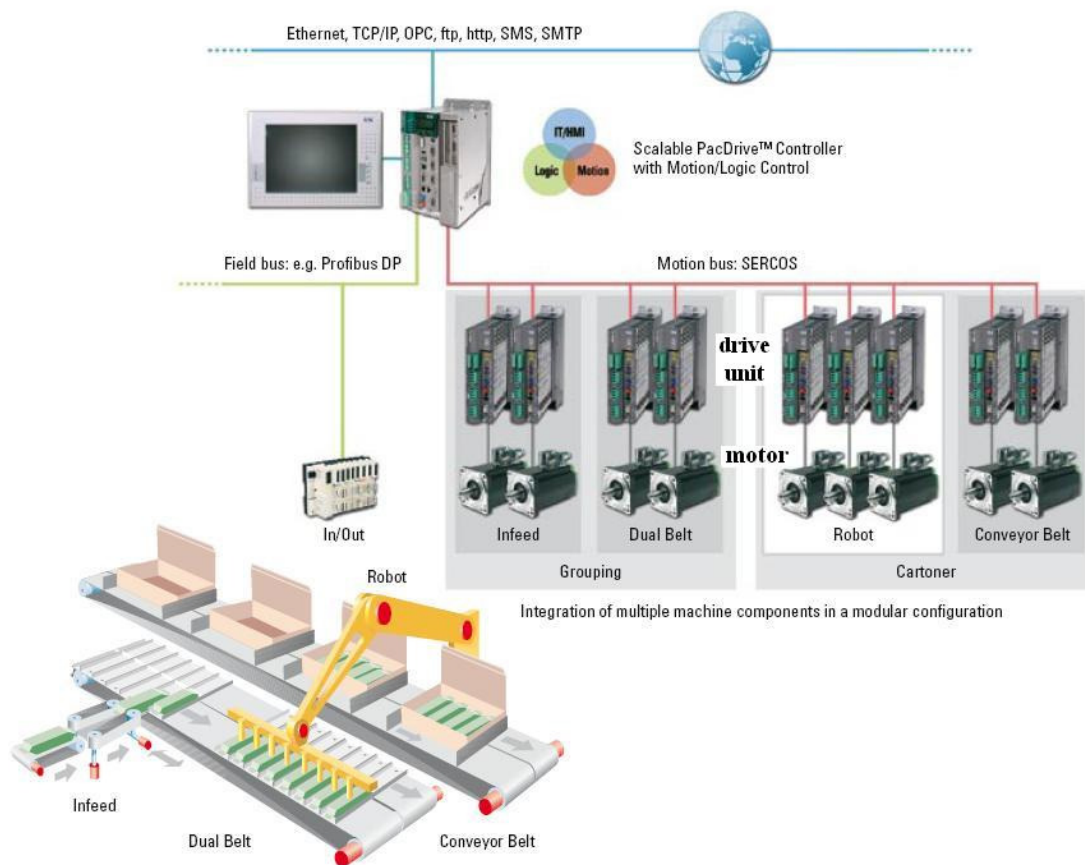 Ethernet, TCP/IP, OPC, ftp, http, SMS, SMTP
IT/HMI
Logic
Motion
Scalable PacDrive™ Controller
with Motion/Logic Control
Field bus: e.g. Profibus DP
Motion bus: SERCOS
drive
unit
motor
In/Out
Infeed
Dual Belt
Robot
Conveyor Belt
Grouping
Cartoner
Integration of multiple machine components in a modular configuration
Robot
Infeed
Dual Belt
Conveyor Belt